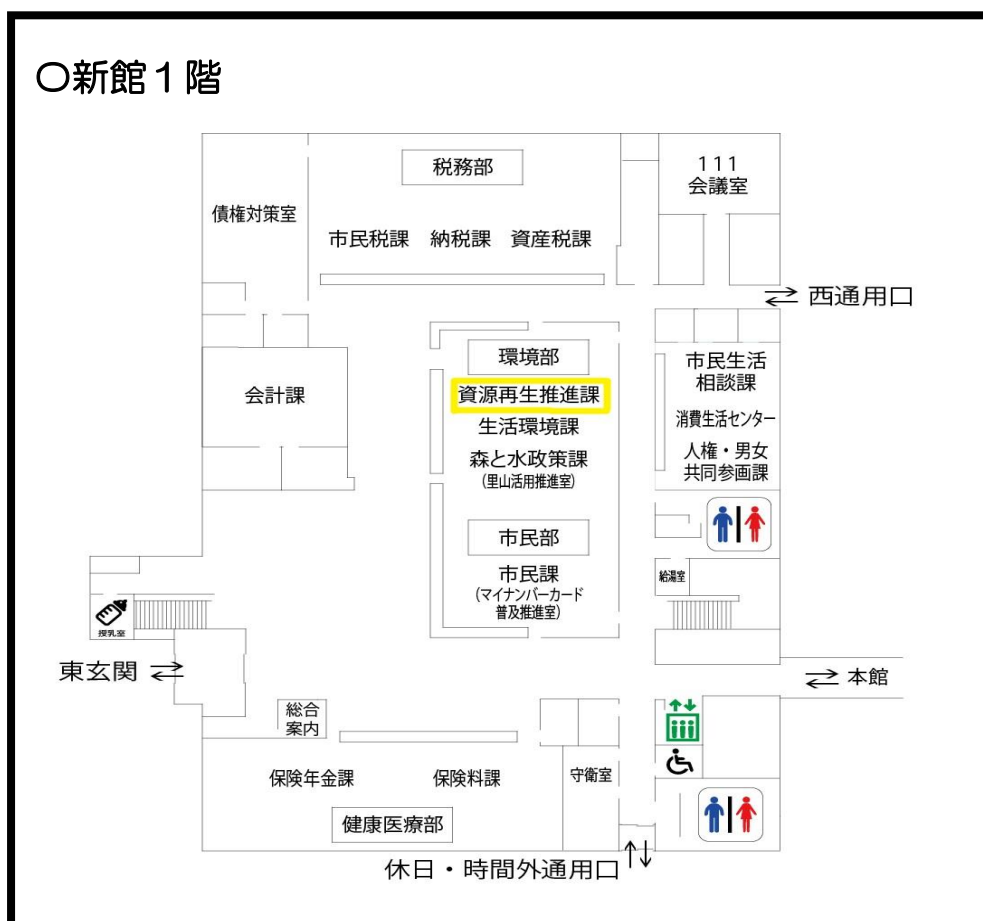 〇新館1階
税務部
111
会議室
債権対策室
市民税課 納税課 資産税課
西通用口
環境部
資源再生推進課
生活環境課
森と水政策課
(里山活用推進室)
会計課
市民生活
相談課
消費生活センター
人権・男女
共同参画課
市民部
市民課
(マイナンバーカード
普及推進室)
給湯室
授乳室
東玄関
本館
総合
案内
保険年金課
保険料課
守衛室
健康医療部
休日・時間外通用口